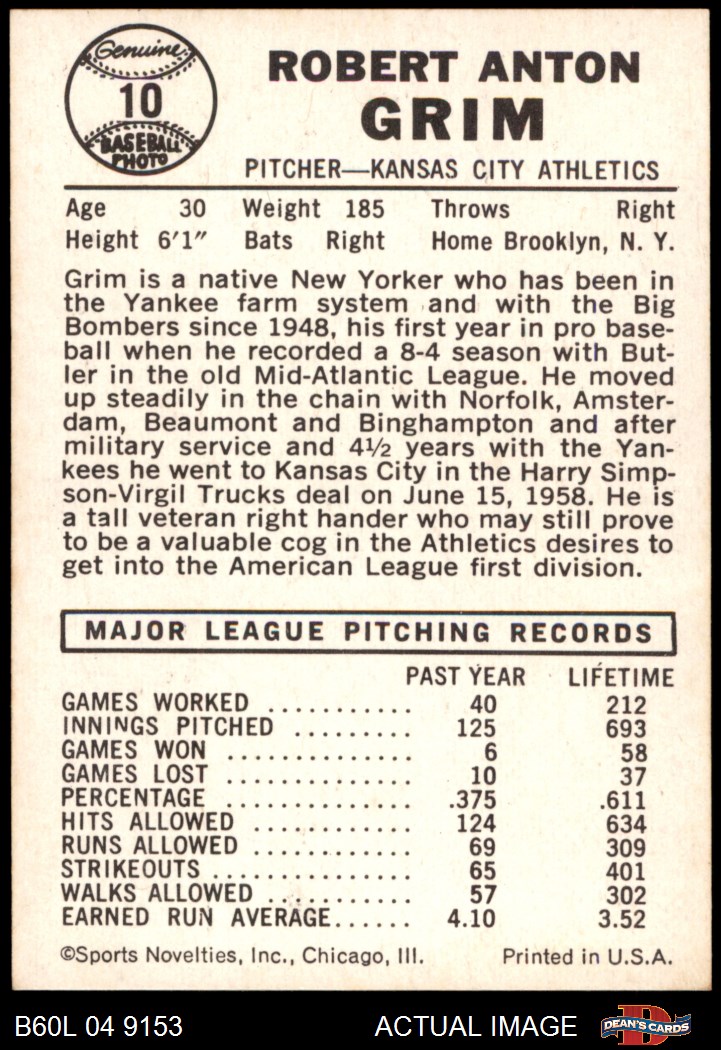 Genuine
10
BASEBALL
PHOTO
ROBERT ANTON
GRIM
PITCHER—KANSAS CITY ATHLETICS
Age 30 Weight 185 Throws Right
Height 6'1" Bats Right Home Brooklyn, N. Y.
Grim is a native New Yorker who has been in
the Yankee farm system and with the Big
Bombers since 1948, his first year in pro base-
ball when he recorded a 8-4 season with But-
ler in the old Mid-Atlantic League. He moved
up steadily in the chain with Norfolk, Amster-
dam, Beaumont and Binghampton and after
military service and 4½ years with the Yan-
kees he went to Kansas City in the Harry Simp-
son-Virgil Trucks deal on June 15, 1958. He is
a tall veteran right hander who may still prove
to be a valuable cog in the Athletics desires to
get into the American League first division.
MAJOR LEAGUE PITCHING RECORDS
PAST YEAR LIFETIME
GAMES WORKED ........... 40 212
INNINGS PITCHED ......... 125 693
GAMES WON .............. 6 58
GAMES LOST .............. 10 37
PERCENTAGE .............. .375 .611
HITS ALLOWED ............ 124 634
RUNS ALLOWED ............ 69 309
STRIKEOUTS ............... 65 401
WALKS ALLOWED ........... 57 302
EARNED RUN AVERAGE...... 4.10 3.52
©Sports Novelties, Inc., Chicago, Ill. Printed in U.S.A.
B60L 04 9153 ACTUAL IMAGE D DEAN'S CARDS